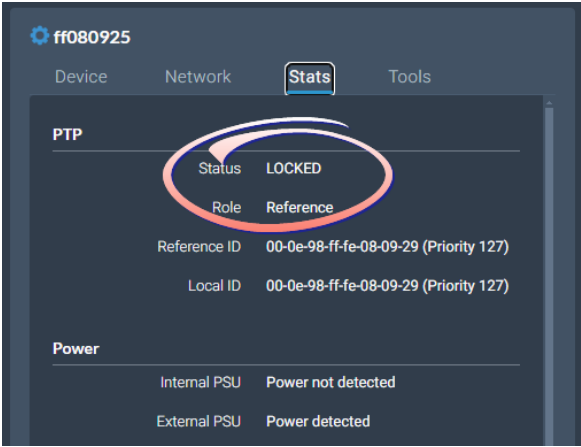 ff080925
Device Network Stats Tools
PTP
Status LOCKED
Role Reference
Reference ID 00-0e-98-ff-fe-08-09-29 (Priority 127)
Local ID 00-0e-98-ff-fe-08-09-29 (Priority 127)
Power
Internal PSU Power not detected
External PSU Power detected